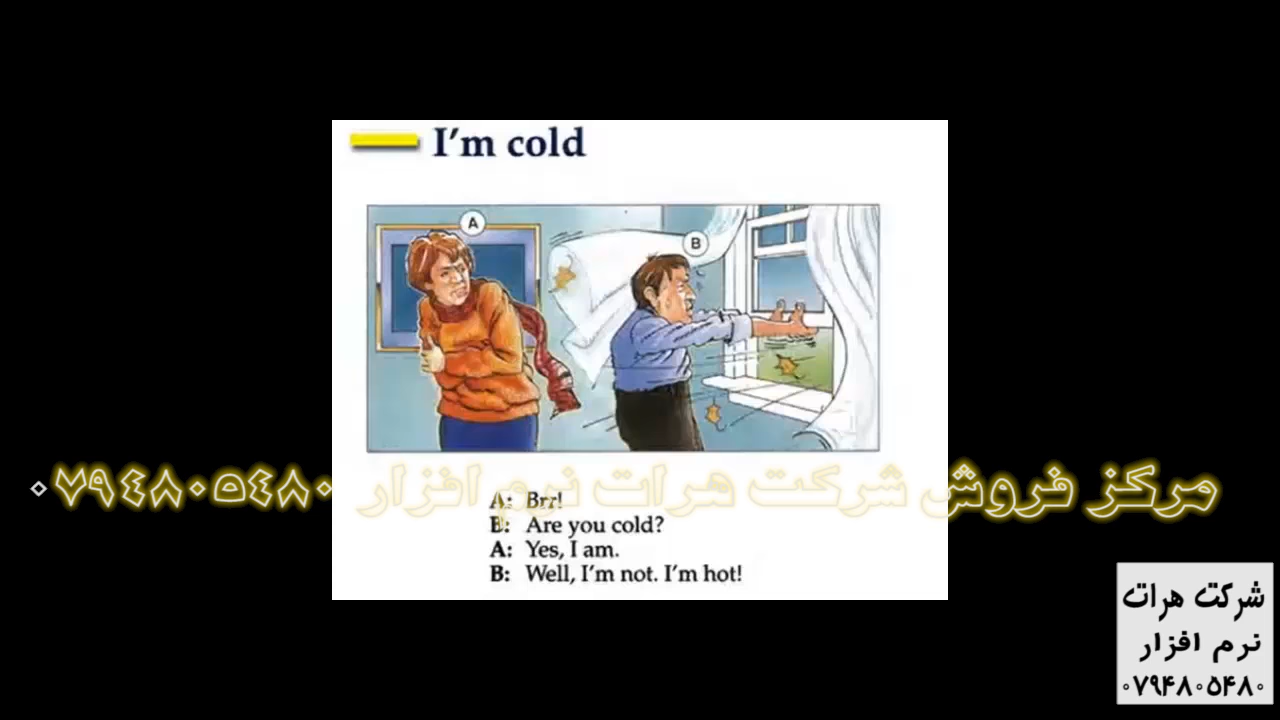 I'm cold
A
B
مرکز فروش شرکت هرات نرم افزار ۰۷۹٤٨٠٥٤٨٠
A: Brr!
B: Are you cold?
A: Yes, I am.
B: Well, I'm not. I'm hot!
شرکت هرات
نرم افزار
۰۷۹۴۸۰۵۴۸۰